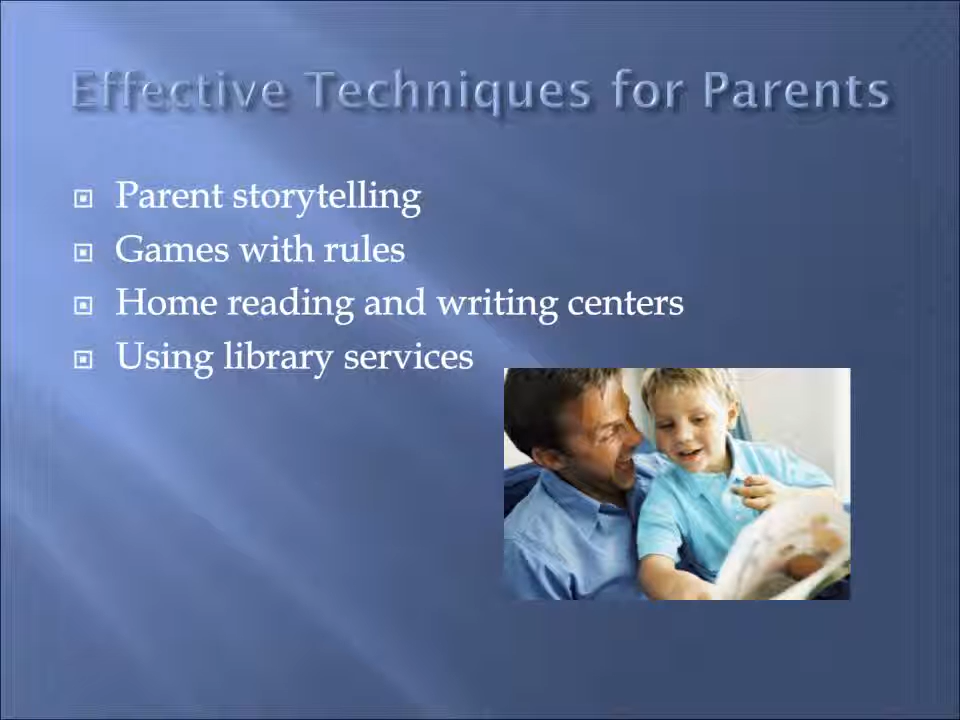 Effective Techniques for Parents
Parent storytelling
Games with rules
Home reading and writing centers
Using library services